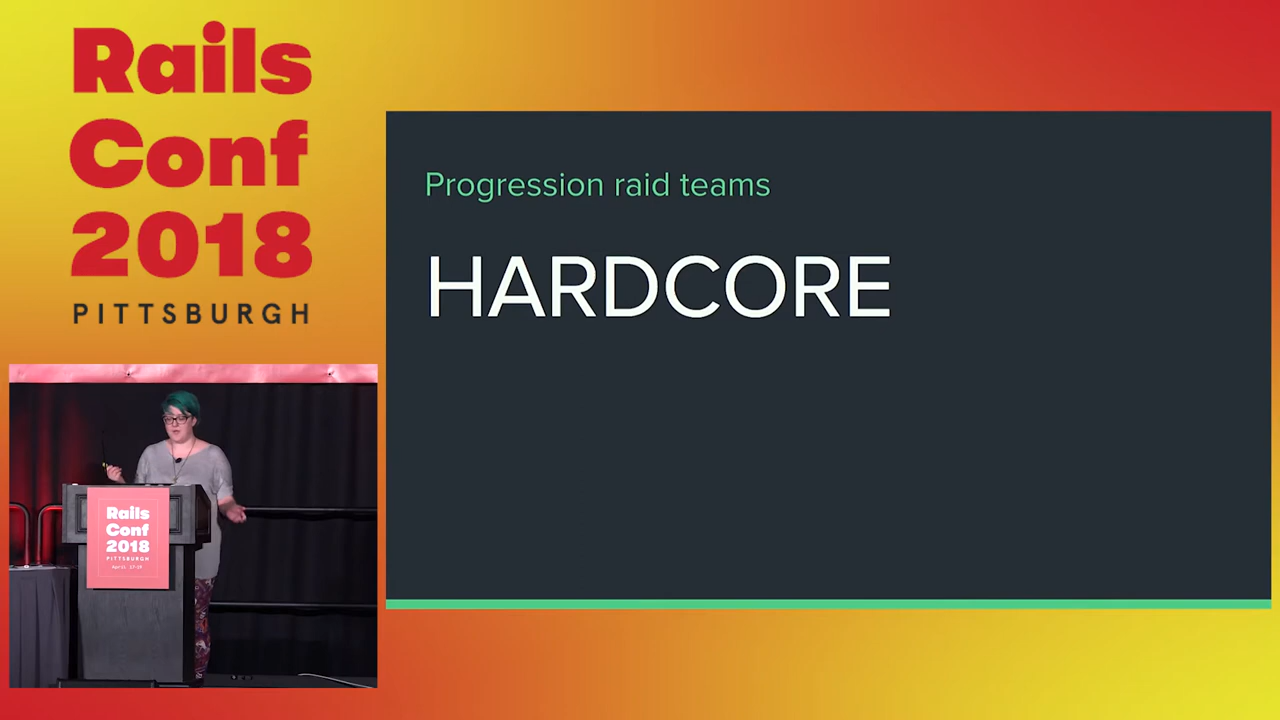 Rails
Conf
2018
PITTSBURGH
Progression raid teams
HARDCORE
Rails
Conf
2018
PITTSBURGH